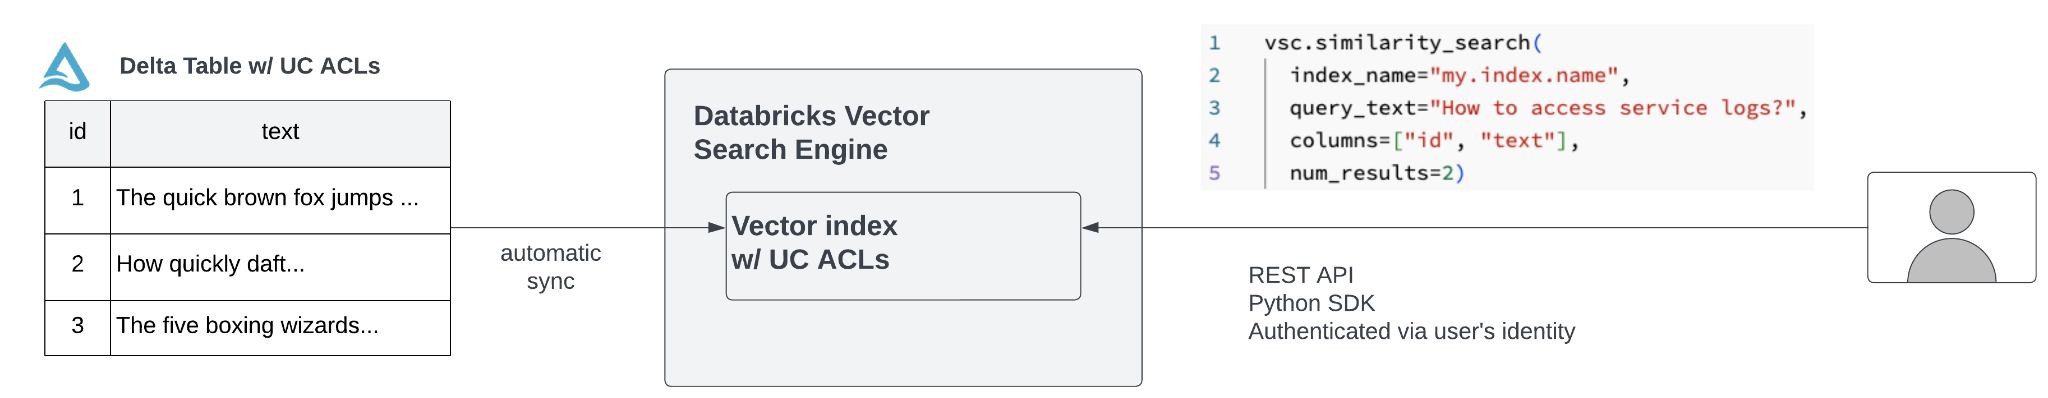 Delta Table w/ UC ACLs
id text
1 The quick brown fox jumps ...
2 How quickly daft...
3 The five boxing wizards...
automatic
sync
Databricks Vector
Search Engine
Vector index
w/ UC ACLs
1 vsc.similarity_search(
2 index_name="my.index.name",
3 query_text="How to access service logs?",
4 columns=["id", "text"],
5 num_results=2)
REST API
Python SDK
Authenticated via user's identity